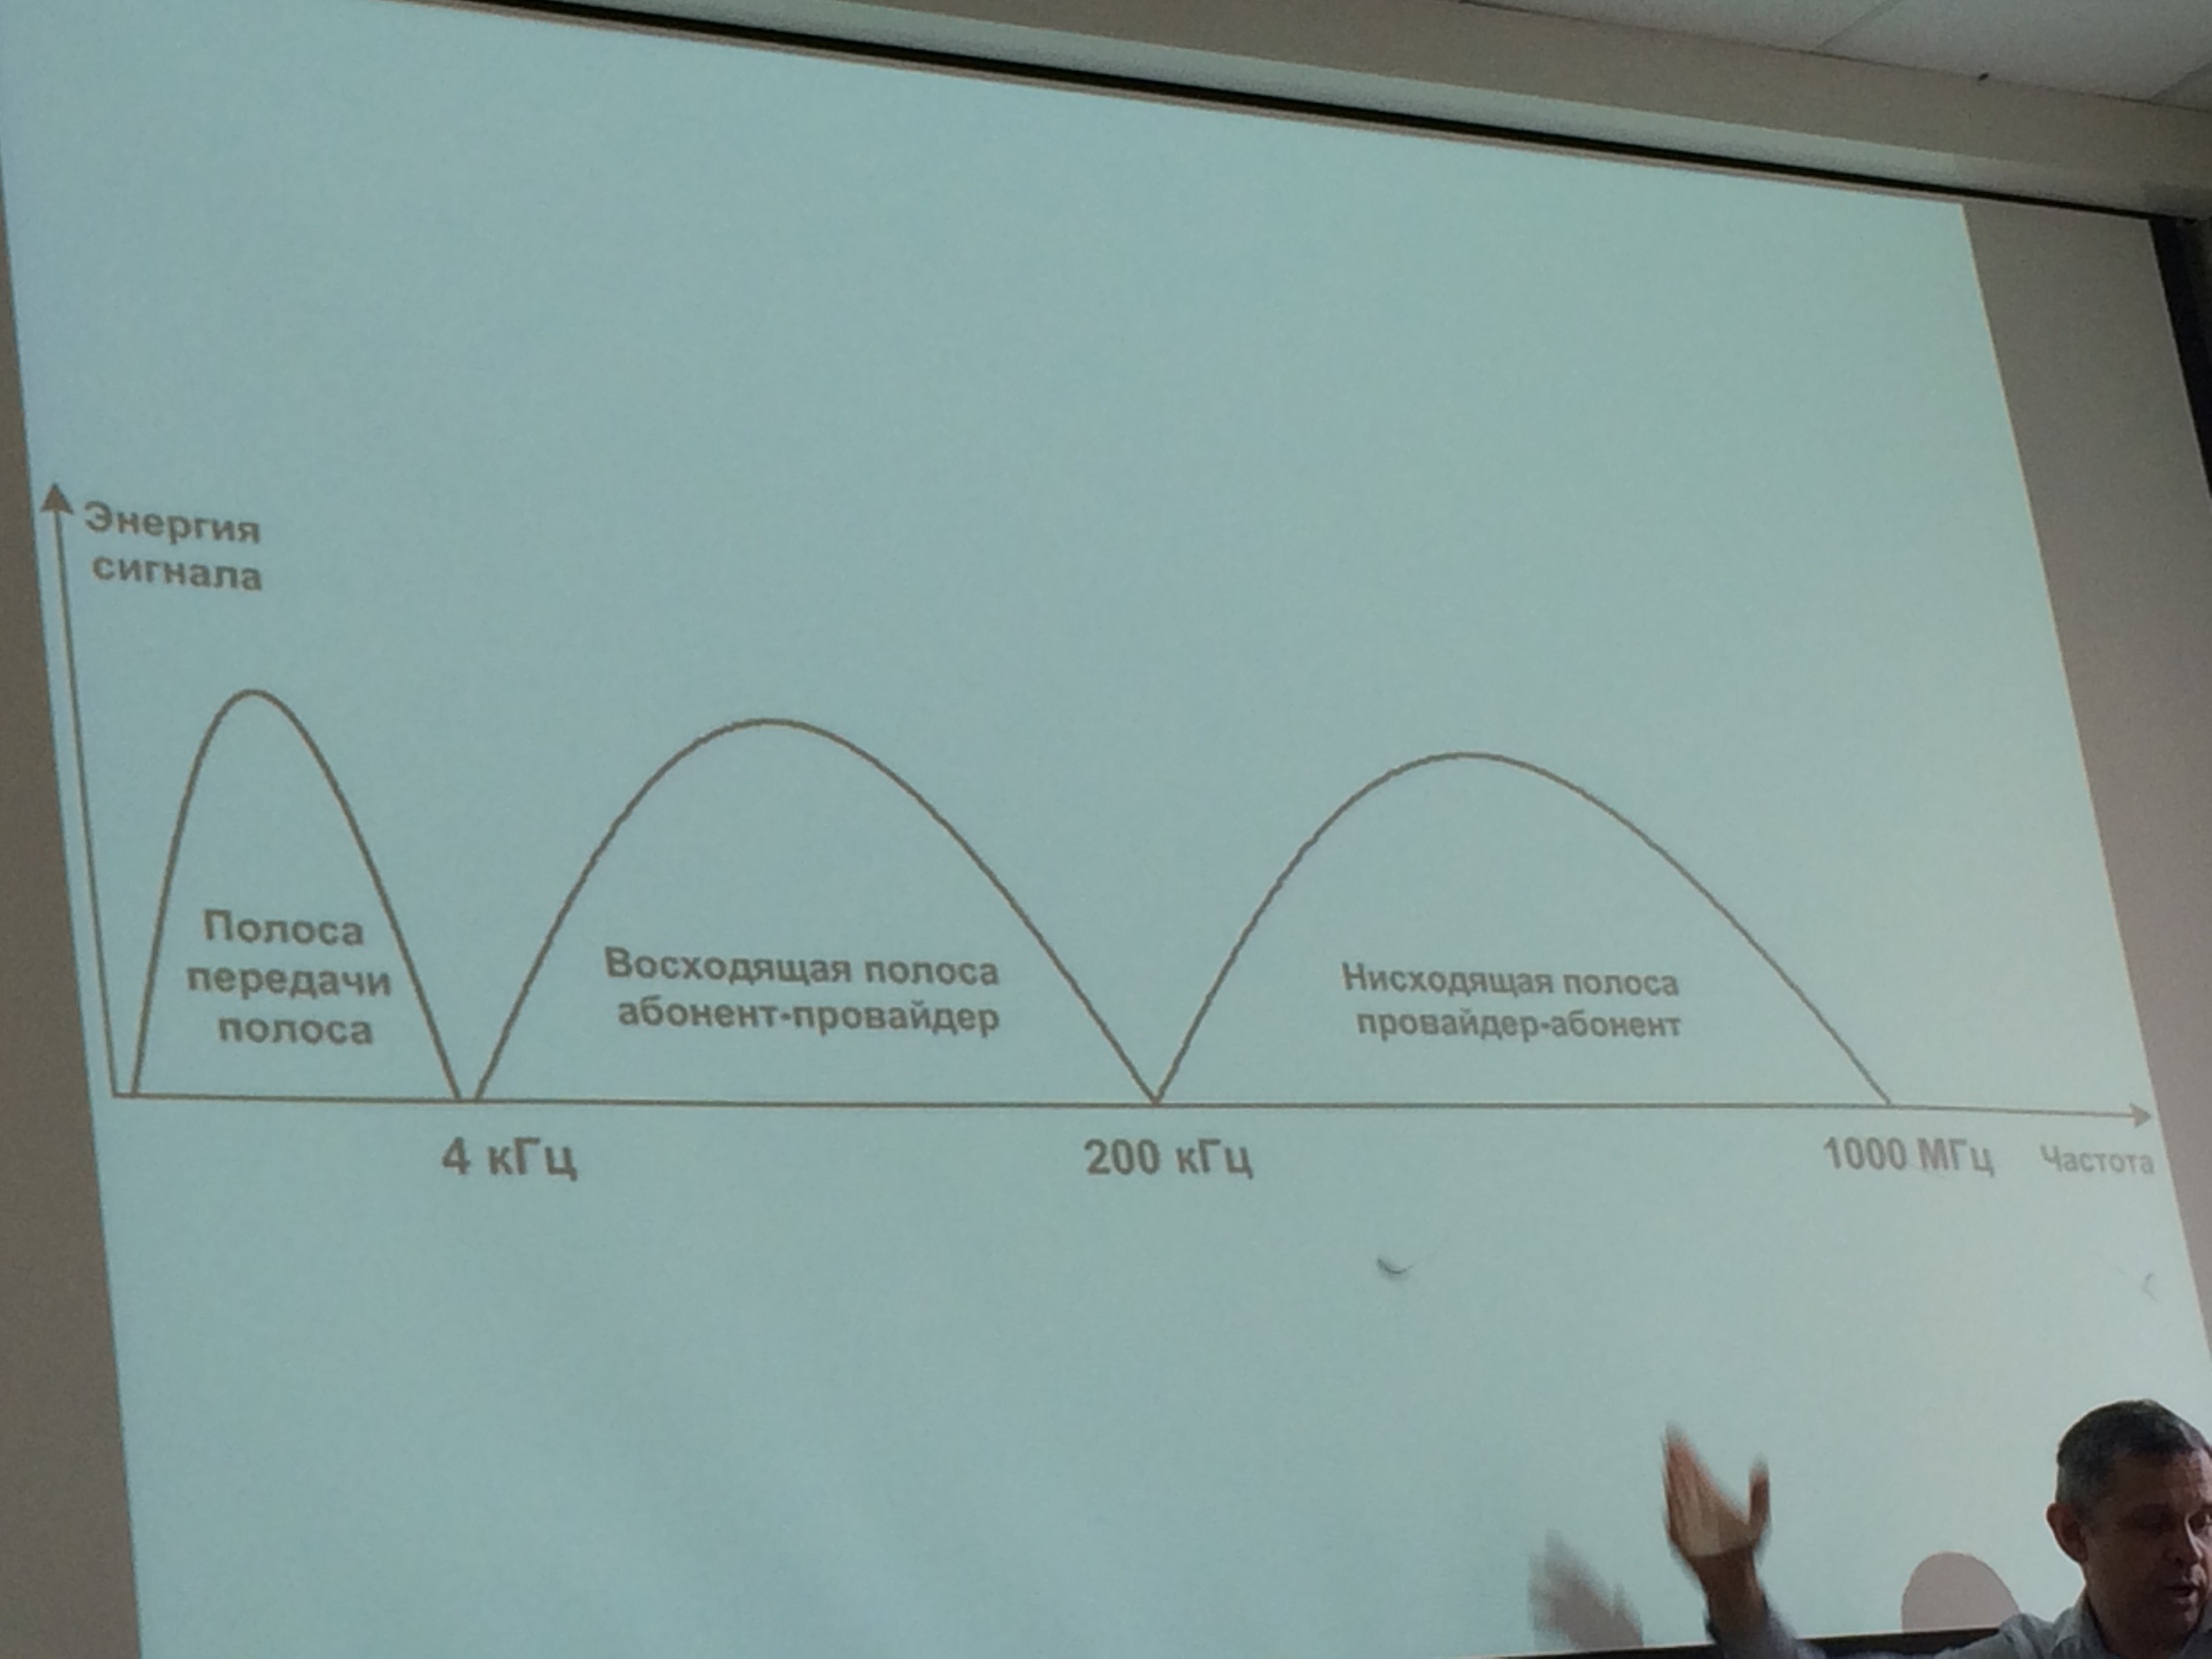 Энергия
сигнала
Полоса
передачи
полоса
Восходящая полоса
абонент-провайдер
Нисходящая полоса
провайдер-абонент
4 кГц
200 кГц
1000 МГц
Частота